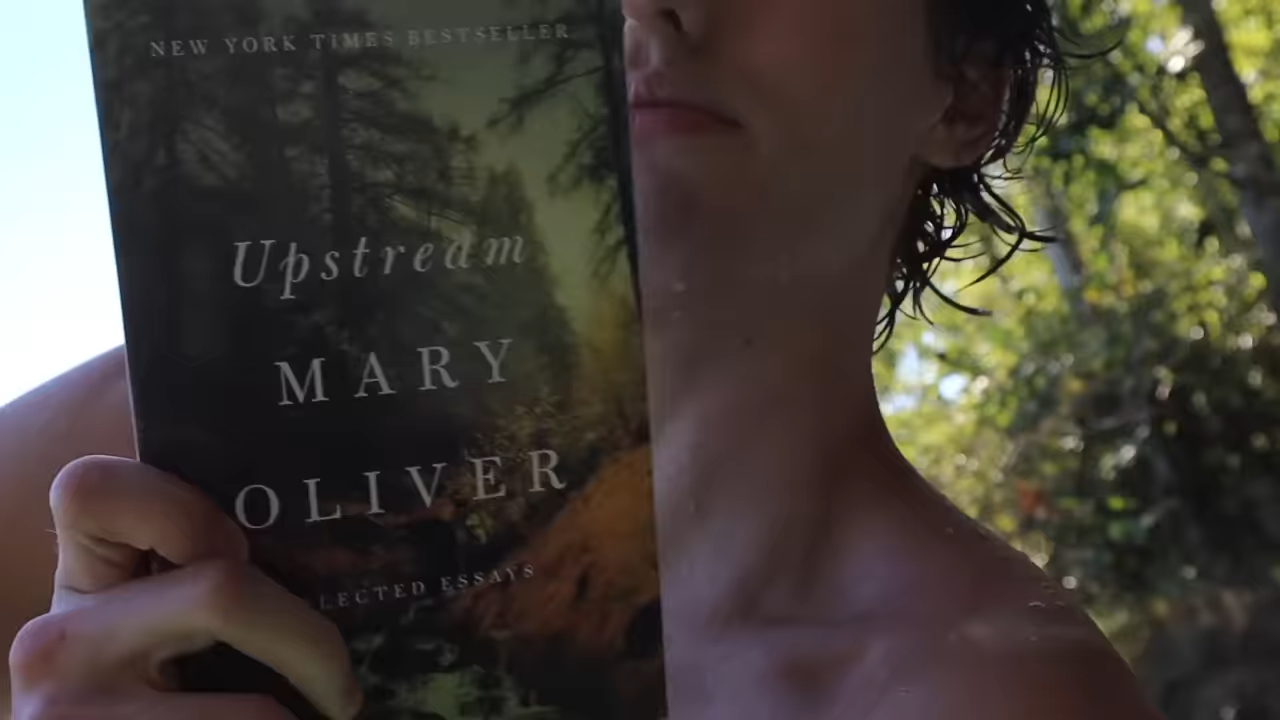 NEW YORK TIMES BESTSELLER
Upstream
MARY
OLIVER
LECTED ESSAYS